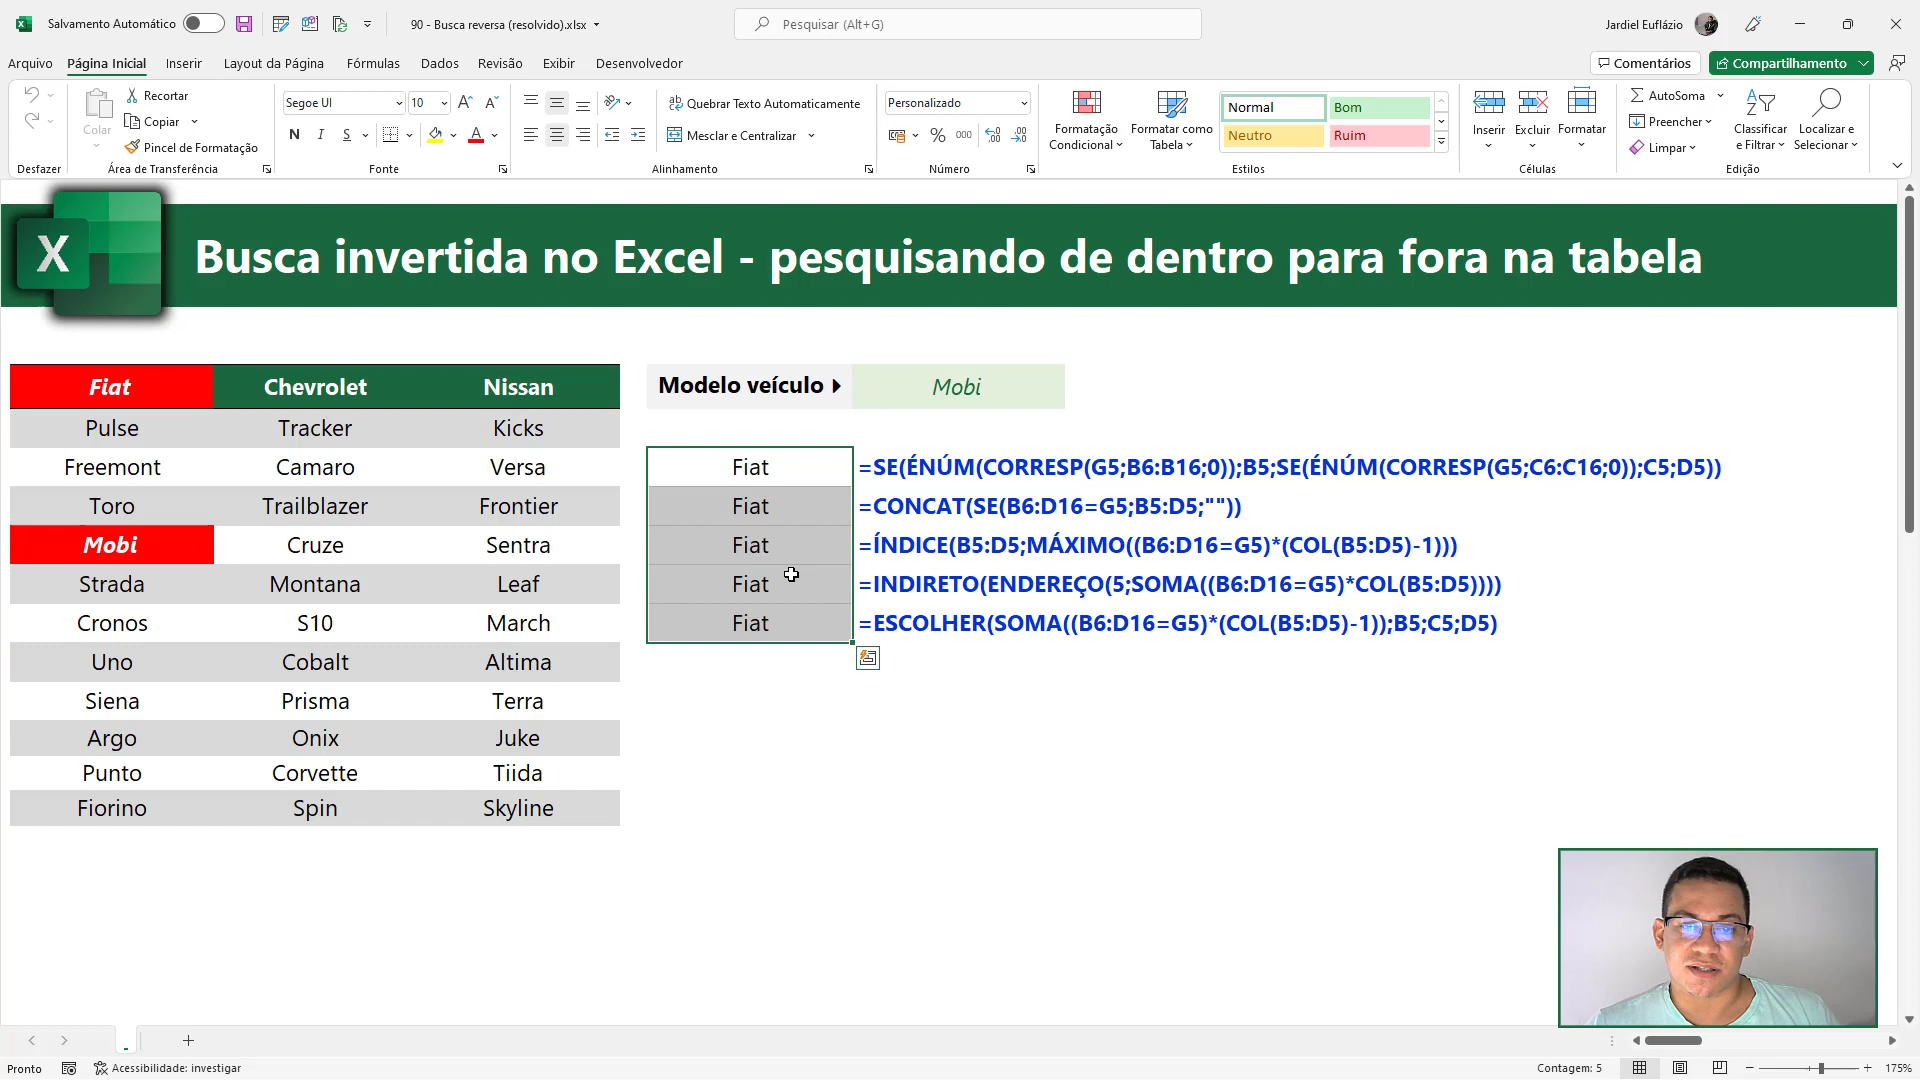 Salvamento Automático
90 - Busca reversa (resolvido).xlsx
Pesquisar (Alt+G)
Jardiel Euflázio
Arquivo Página Inicial Inserir Layout da Página Fórmulas Dados Revisão Exibir Desenvolvedor
Comentários Compartilhamento
Colar
Recortar
Copiar
Pincel de Formatação
Segoe UI 10
N I S
Quebrar Texto Automaticamente
Mesclar e Centralizar
Personalizado
% 000
Formatação Condicional
Formatar como Tabela
Normal Bom
Neutro Ruim
Inserir Excluir Formatar
AutoSoma
Preencher
Limpar
Classificar e Filtrar
Localizar e Selecionar
Desfazer Área de Transferência Fonte Alinhamento Número Estilos Células Edição
X
Busca invertida no Excel - pesquisando de dentro para fora na tabela
Fiat Chevrolet Nissan
Pulse Tracker Kicks
Freemont Camaro Versa
Toro Trailblazer Frontier
Mobi Cruze Sentra
Strada Montana Leaf
Cronos S10 March
Uno Cobalt Altima
Siena Prisma Terra
Argo Onix Juke
Punto Corvette Tiida
Fiorino Spin Skyline
Modelo veículo Mobi
Fiat =SE(ÉNÚM(CORRESP(G5;B6:B16;0));B5;SE(ÉNÚM(CORRESP(G5;C6:C16;0));C5;D5))
Fiat =CONCAT(SE(B6:D16=G5;B5:D5;""))
Fiat =ÍNDICE(B5:D5;MÁXIMO((B6:D16=G5)*(COL(B5:D5)-1)))
Fiat =INDIRETO(ENDEREÇO(5;SOMA((B6:D16=G5)*COL(B5:D5))))
Fiat =ESCOLHER(SOMA((B6:D16=G5)*(COL(B5:D5)-1));B5;C5;D5)
Pronto
Acessibilidade: investigar
Contagem: 5
175%